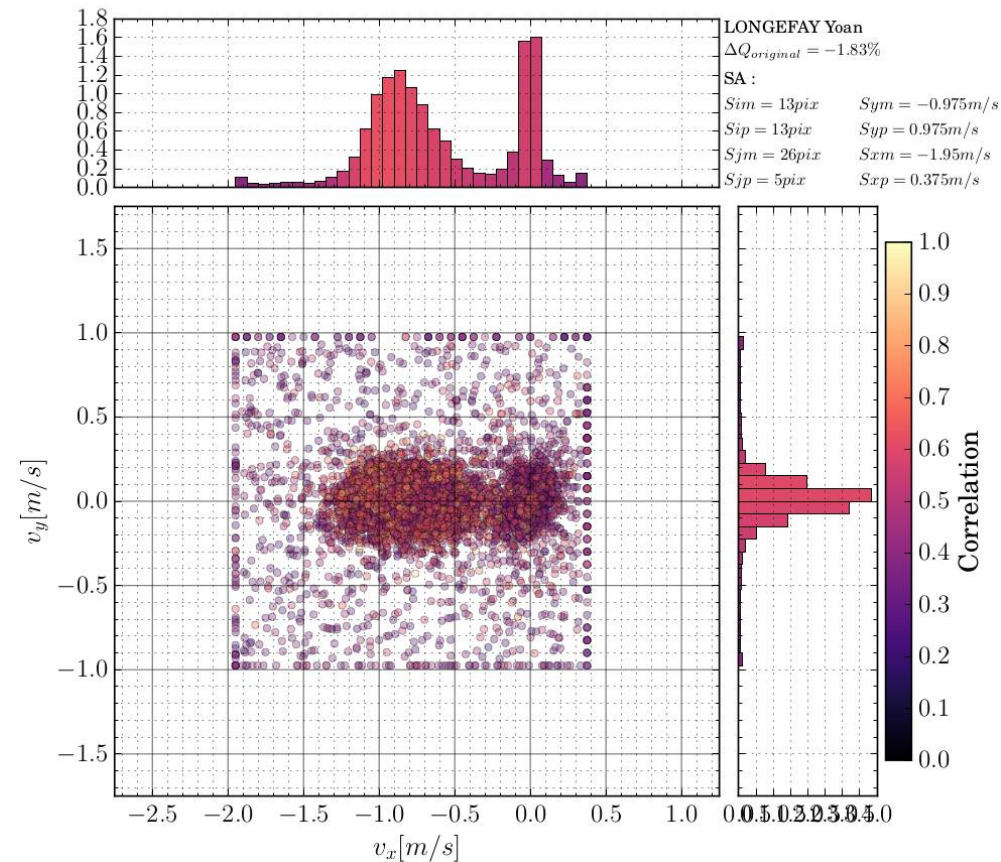 LONGEFAY Yoan
ΔQ_original = −1.83%
SA :
Sim = 13pix Sym = −0.975m/s
Sip = 13pix Syp = 0.975m/s
Sjm = 26pix Sxm = −1.95m/s
Sjp = 5pix Sxp = 0.375m/s
1.8
1.6
1.4
1.2
1.0
0.8
0.6
0.4
0.2
0.0
1.5
1.0
0.5
0.0
−0.5
−1.0
−1.5
v_y[m/s]
−2.5 −2.0 −1.5 −1.0 −0.5 0.0 0.5 1.0
v_x[m/s]
1.0
0.9
0.8
0.7
0.6
0.5
0.4
0.3
0.2
0.1
0.0
Correlation